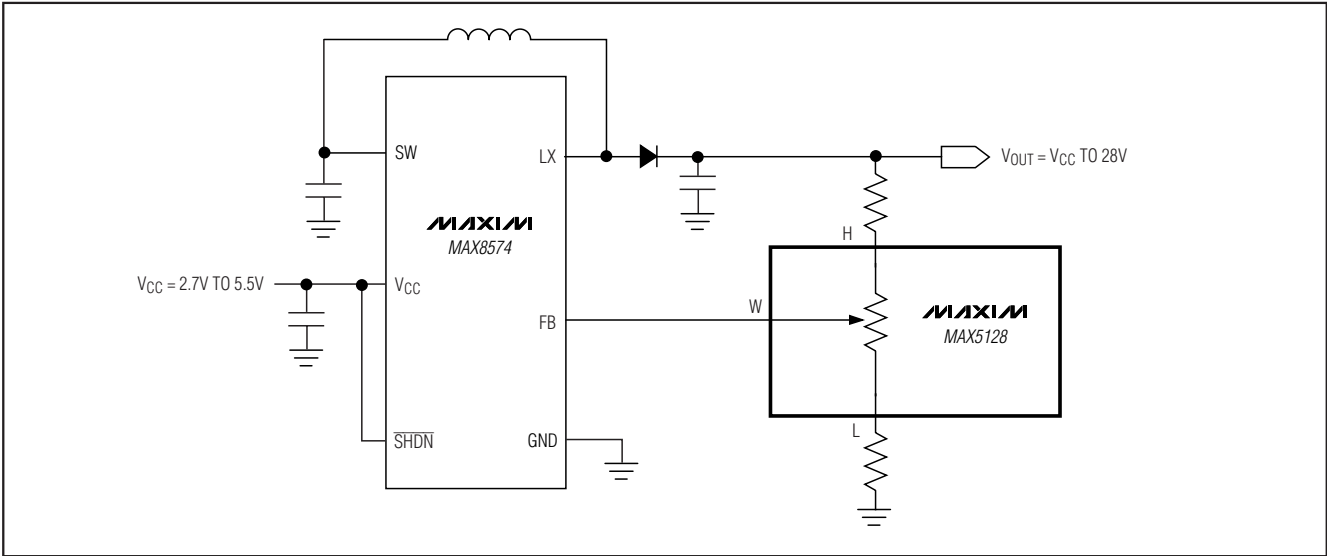 SW
LX
V_OUT = V_CC TO 28V
MAXIM
MAX8574
H
V_CC = 2.7V TO 5.5V
V_CC
W
MAXIM
MAX5128
FB
L
SHDN
GND